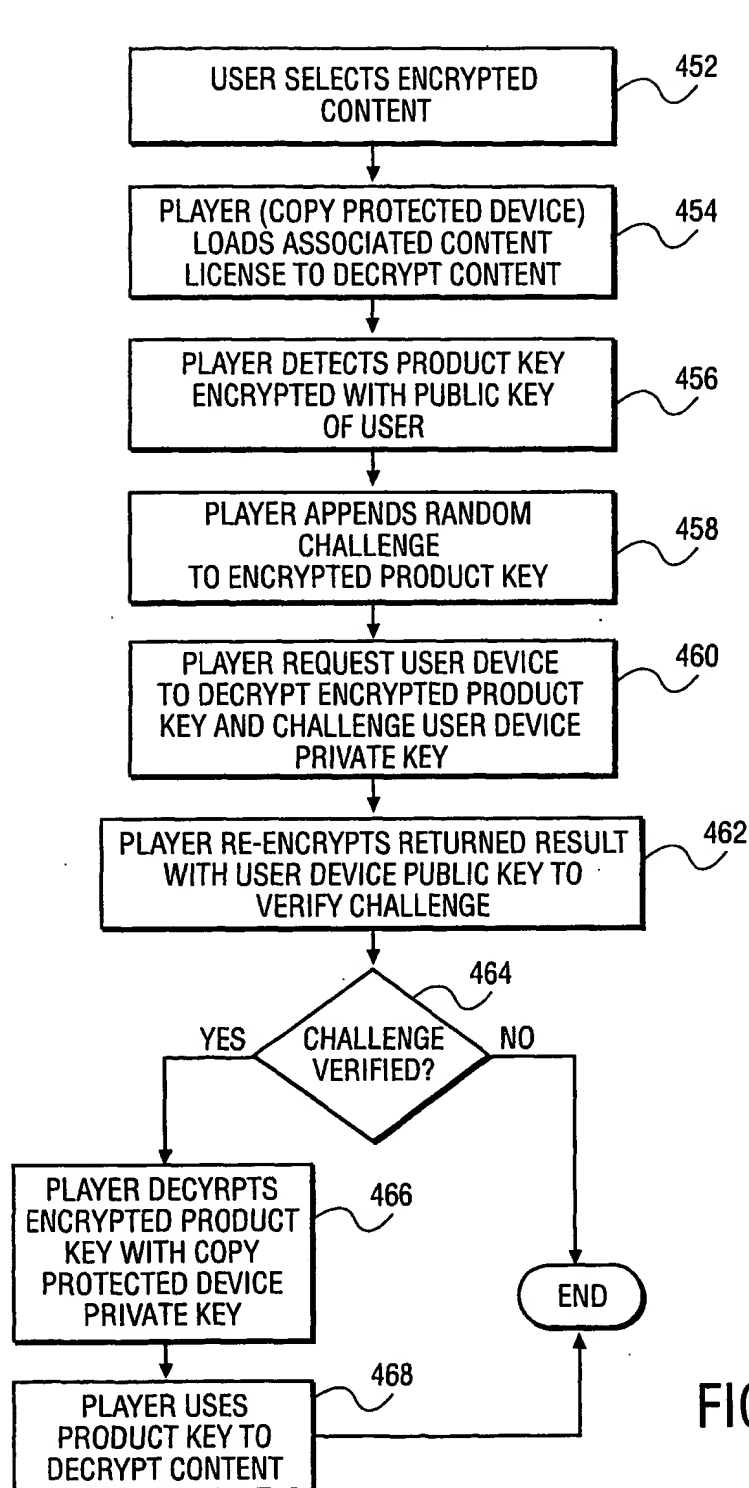 USER SELECTS ENCRYPTED
CONTENT
452
PLAYER (COPY PROTECTED DEVICE)
LOADS ASSOCIATED CONTENT
LICENSE TO DECRYPT CONTENT
454
PLAYER DETECTS PRODUCT KEY
ENCRYPTED WITH PUBLIC KEY
OF USER
456
PLAYER APPENDS RANDOM
CHALLENGE
TO ENCRYPTED PRODUCT KEY
458
PLAYER REQUEST USER DEVICE
TO DECRYPT ENCRYPTED PRODUCT
KEY AND CHALLENGE USER DEVICE
PRIVATE KEY
460
PLAYER RE-ENCRYPTS RETURNED RESULT
WITH USER DEVICE PUBLIC KEY TO
VERIFY CHALLENGE
462
464
YES
CHALLENGE
VERIFIED?
NO
PLAYER DECYRPTS
ENCRYPTED PRODUCT
KEY WITH COPY
PROTECTED DEVICE
PRIVATE KEY
466
END
PLAYER USES
PRODUCT KEY TO
DECRYPT CONTENT
468